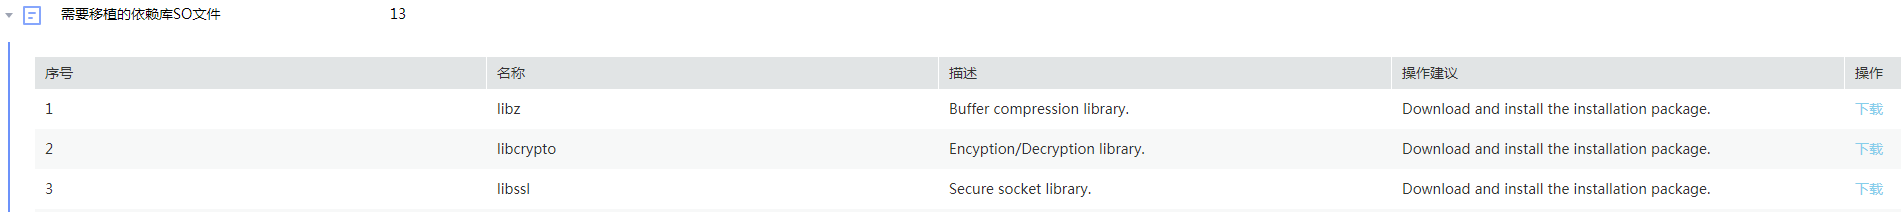 需要移植的依赖库SO文件 13
序号 名称 描述 操作建议 操作
1 libz Buffer compression library. Download and install the installation package. 下载
2 libcrypto Encyption/Decryption library. Download and install the installation package. 下载
3 libssl Secure socket library. Download and install the installation package. 下载